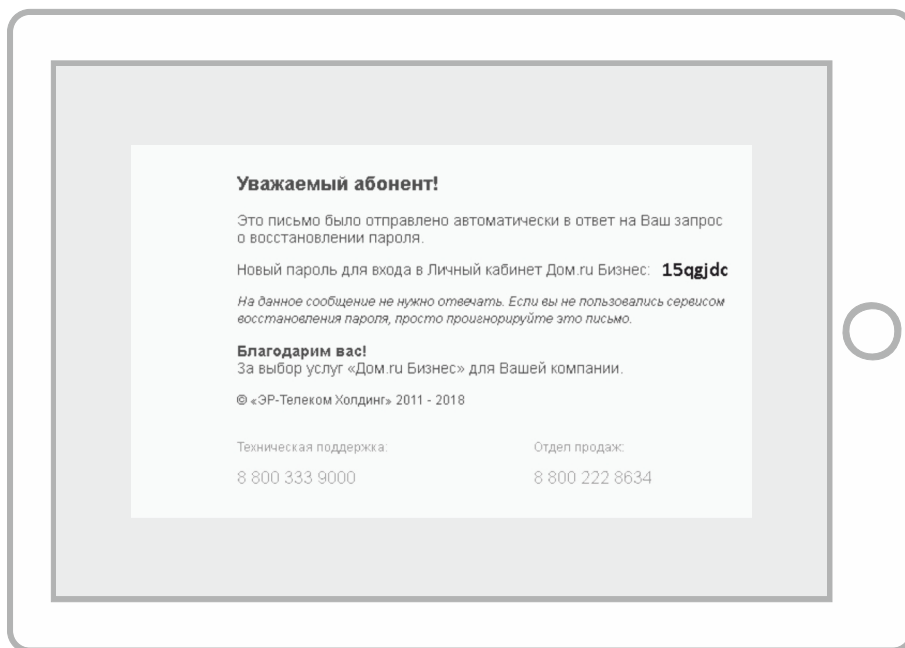 Уважаемый абонент!
Это письмо было отправлено автоматически в ответ на Ваш запрос
о восстановлении пароля.
Новый пароль для входа в Личный кабинет Дом.ru Бизнес: 15qgjdc
На данное сообщение не нужно отвечать. Если вы не пользовались сервисом
восстановления пароля, просто проигнорируйте это письмо.
Благодарим вас!
За выбор услуг «Дом.ru Бизнес» для Вашей компании.
© «ЭР-Телеком Холдинг» 2011 - 2018
Техническая поддержка: Отдел продаж:
8 800 333 9000 8 800 222 8634